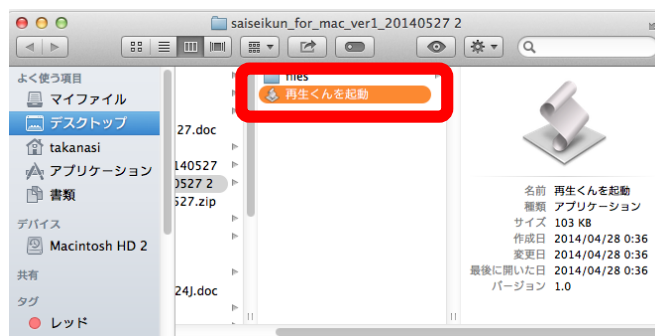 saiseikun_for_mac_ver1_20140527 2
よく使う項目
マイファイル
デスクトップ
takanasi
アプリケーション
書類
デバイス
Macintosh HD 2
共有
タグ
レッド
27.doc
140527
0527 2
527.zip
24J.doc
files
再生くんを起動
名前 再生くんを起動
種類 アプリケーション
サイズ 103 KB
作成日 2014/04/28 0:36
変更日 2014/04/28 0:36
最後に開いた日 2014/04/28 0:36
バージョン 1.0